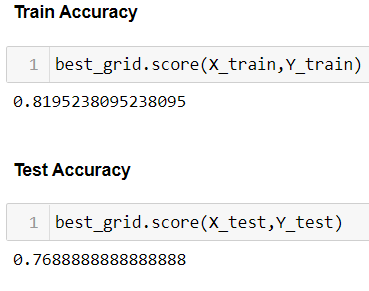 Train Accuracy
1 best_grid.score(X_train,Y_train)
0.8195238095238095
Test Accuracy
1 best_grid.score(X_test,Y_test)
0.7688888888888888